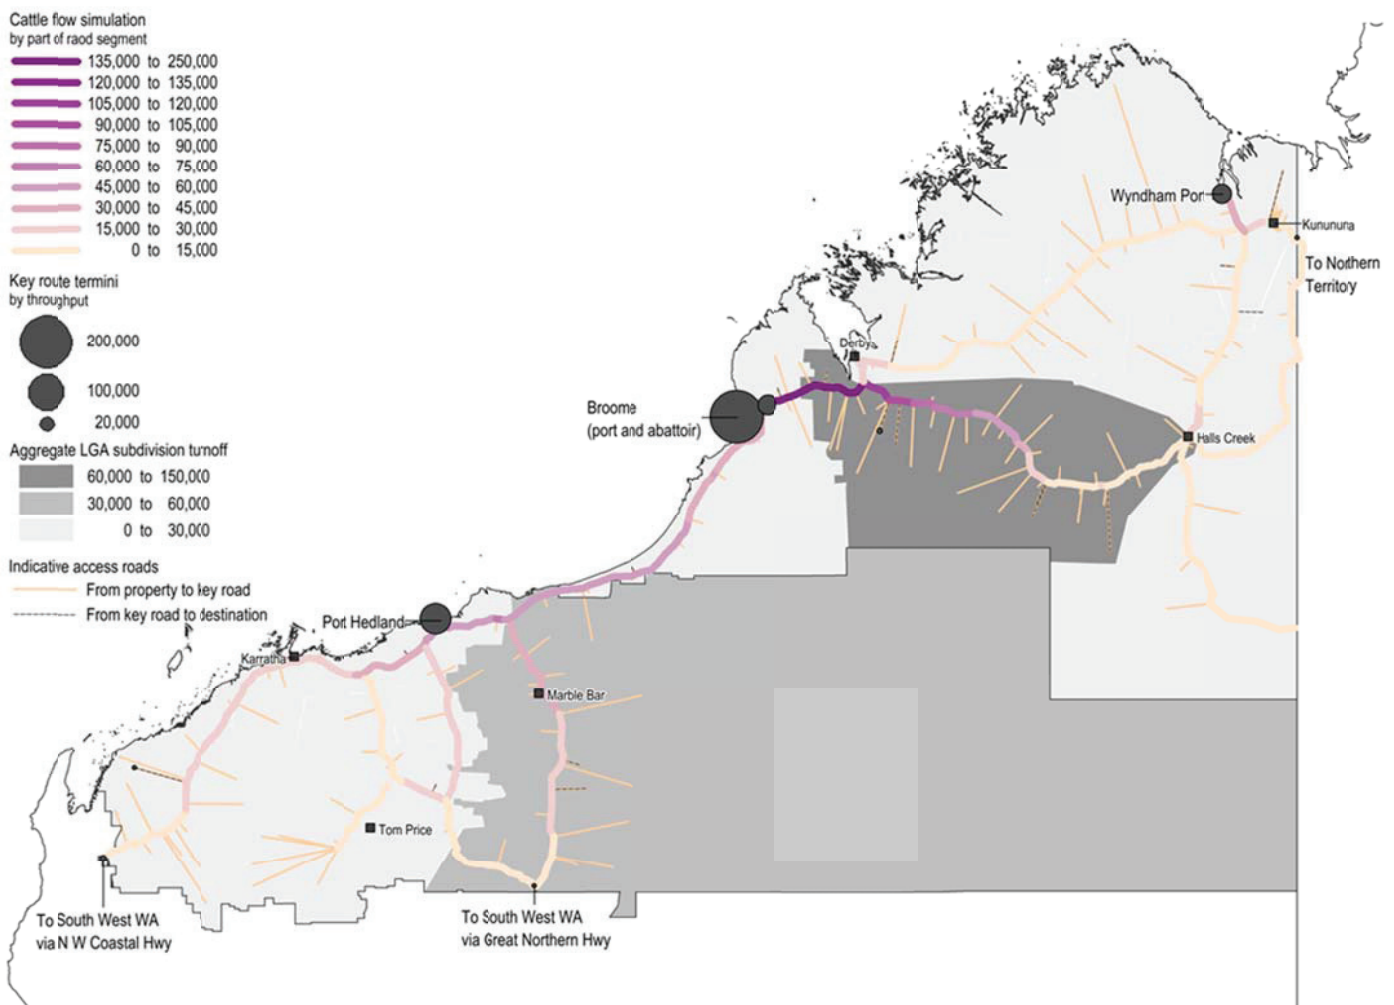 Cattle flow simulation
by part of raod segment
135,000 to 250,000
120,000 to 135,000
105,000 to 120,000
90,000 to 105,000
75,000 to 90,000
60,000 to 75,000
45,000 to 60,000
30,000 to 45,000
15,000 to 30,000
0 to 15,000
Key route termini
by throughput
200,000
100,000
20,000
Aggregate LGA subdivision turnoff
60,000 to 150,000
30,000 to 60,000
0 to 30,000
Indicative access roads
From property to key road
From key road to destination
Wyndham Port
Kununurra
To Northern
Territory
Derby
Broome
(port and abattoir)
Halls Creek
Port Hedland
Karratha
Marble Bar
Tom Price
To South West WA
via N W Coastal Hwy
To South West WA
via Great Northern Hwy